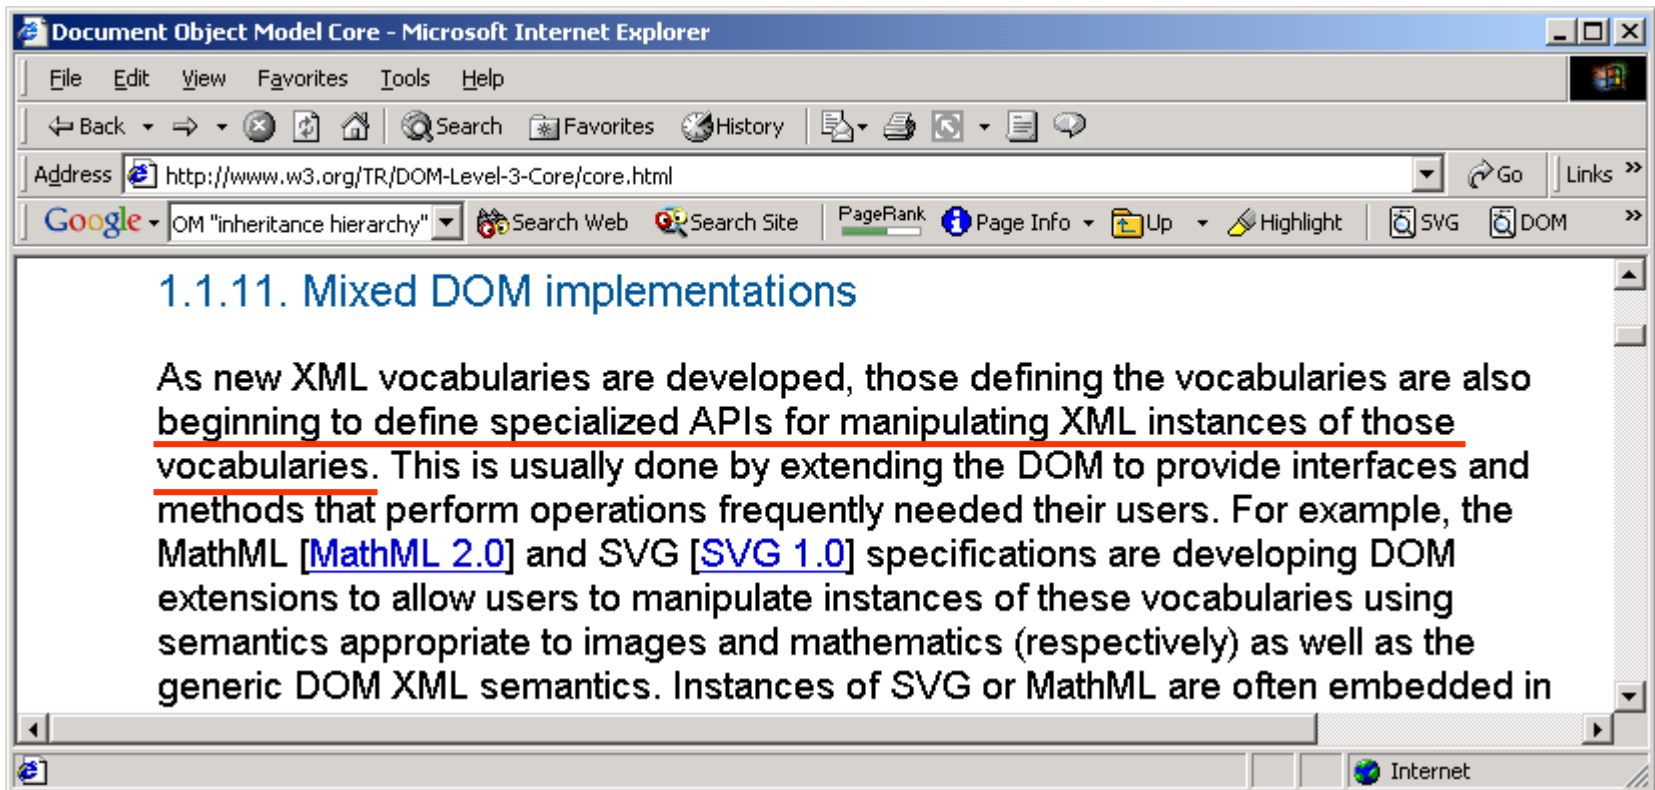 Document Object Model Core - Microsoft Internet Explorer
File Edit View Favorites Tools Help
Back Search Favorites History
Address http://www.w3.org/TR/DOM-Level-3-Core/core.html Go Links »
Google OM "inheritance hierarchy" Search Web Search Site PageRank Page Info Up Highlight SVG DOM »
1.1.11. Mixed DOM implementations
As new XML vocabularies are developed, those defining the vocabularies are also
beginning to define specialized APIs for manipulating XML instances of those
vocabularies. This is usually done by extending the DOM to provide interfaces and
methods that perform operations frequently needed their users. For example, the
MathML [MathML 2.0] and SVG [SVG 1.0] specifications are developing DOM
extensions to allow users to manipulate instances of these vocabularies using
semantics appropriate to images and mathematics (respectively) as well as the
generic DOM XML semantics. Instances of SVG or MathML are often embedded in
Internet